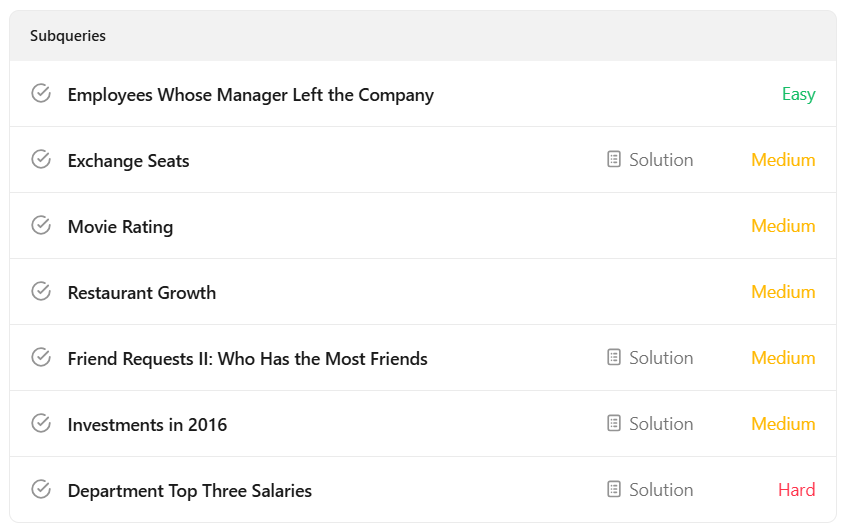 Subqueries
Employees Whose Manager Left the Company Easy
Exchange Seats Solution Medium
Movie Rating Medium
Restaurant Growth Medium
Friend Requests II: Who Has the Most Friends Solution Medium
Investments in 2016 Solution Medium
Department Top Three Salaries Solution Hard